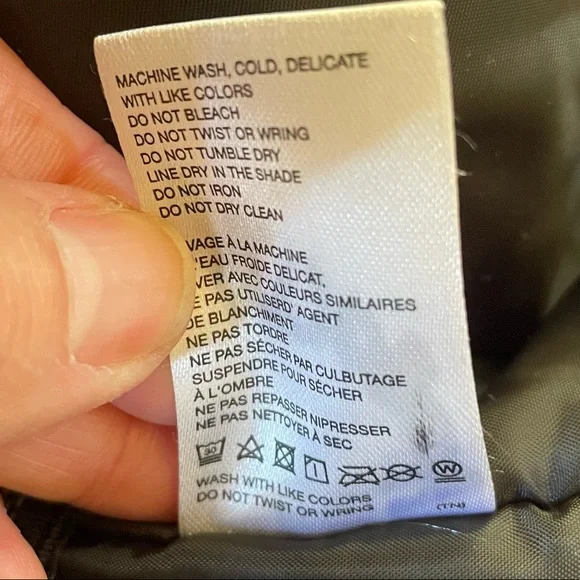 MACHINE WASH, COLD, DELICATE
WITH LIKE COLORS
DO NOT BLEACH
DO NOT TWIST OR WRING
DO NOT TUMBLE DRY
LINE DRY IN THE SHADE
DO NOT IRON
DO NOT DRY CLEAN
VAGE À LA MACHINE
'EAU FROIDE DELICAT,
VER AVEC COULEURS SIMILAIRES
E PAS UTILISERD' AGENT
DE BLANCHIMENT
NE PAS TORDRE
NE PAS SÉCHER PAR CULBUTAGE
SUSPENDRE POUR SÉCHER
À L'OMBRE
NE PAS REPASSER NIPRESSER
NE PAS NETTOYER À SEC
30 W
WASH WITH LIKE COLORS
DO NOT TWIST OR WRING (TN)